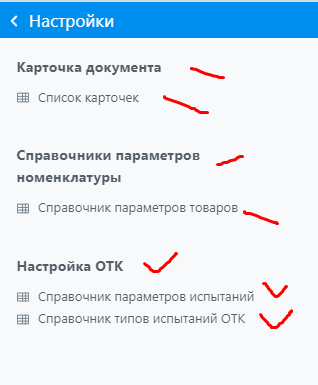 Настройки
Карточка документа
Список карточек
Справочники параметров
номенклатуры
Справочник параметров товаров
Настройка ОТК
Справочник параметров испытаний
Справочник типов испытаний ОТК